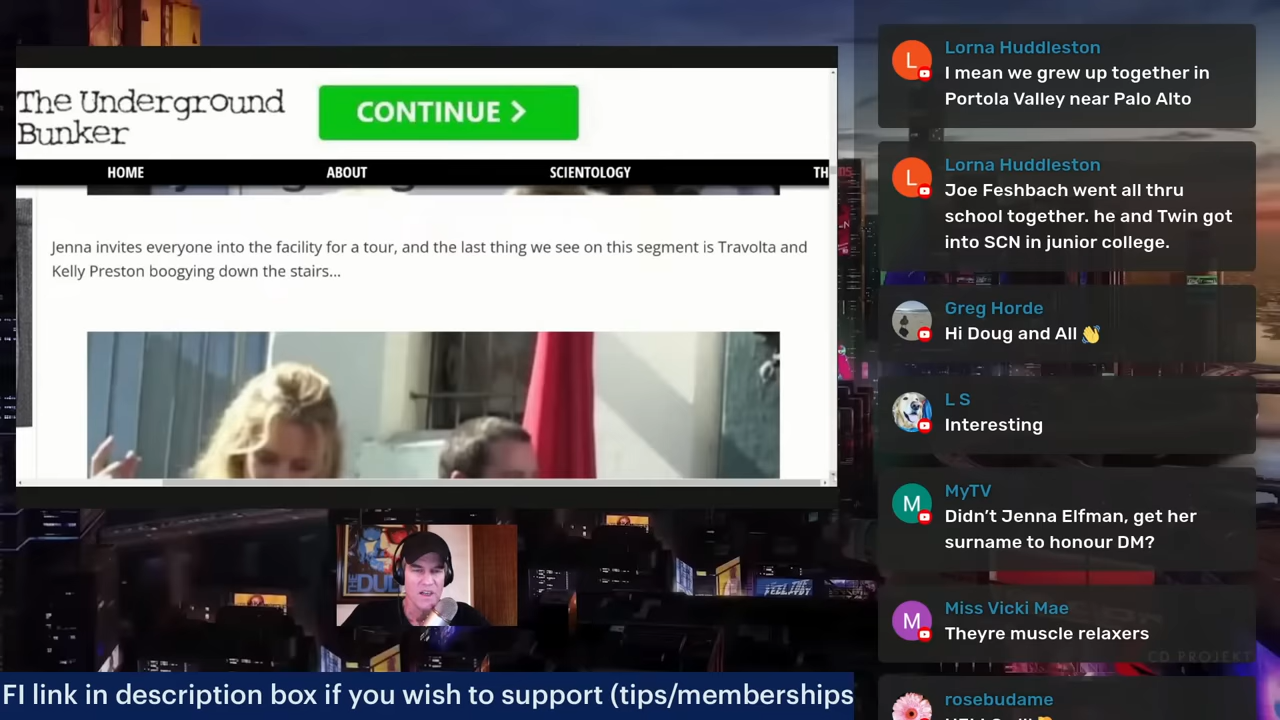 The Underground
Bunker
CONTINUE
HOME ABOUT SCIENTOLOGY TH
Jenna invites everyone into the facility for a tour, and the last thing we see on this segment is Travolta and
Kelly Preston boogying down the stairs...
FI link in description box if you wish to support (tips/memberships
Lorna Huddleston
I mean we grew up together in
Portola Valley near Palo Alto
Lorna Huddleston
Joe Feshbach went all thru
school together. he and Twin got
into SCN in junior college.
Greg Horde
Hi Doug and All 👋
L S
Interesting
MyTV
Didn't Jenna Elfman, get her
surname to honour DM?
Miss Vicki Mae
Theyre muscle relaxers
CD PROJEKT
rosebudame